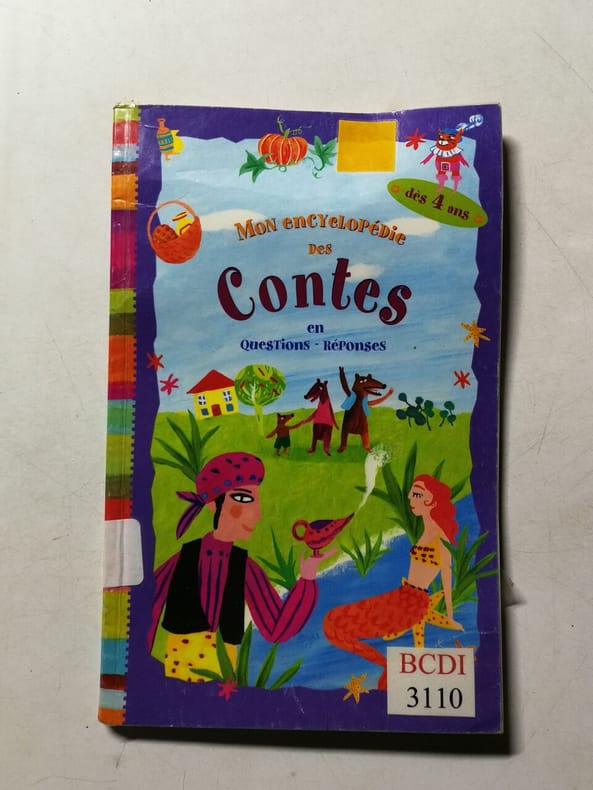 dès 4 ans
Mon encyclopédie
des
Contes
en
Questions - Réponses
BCDI
3110